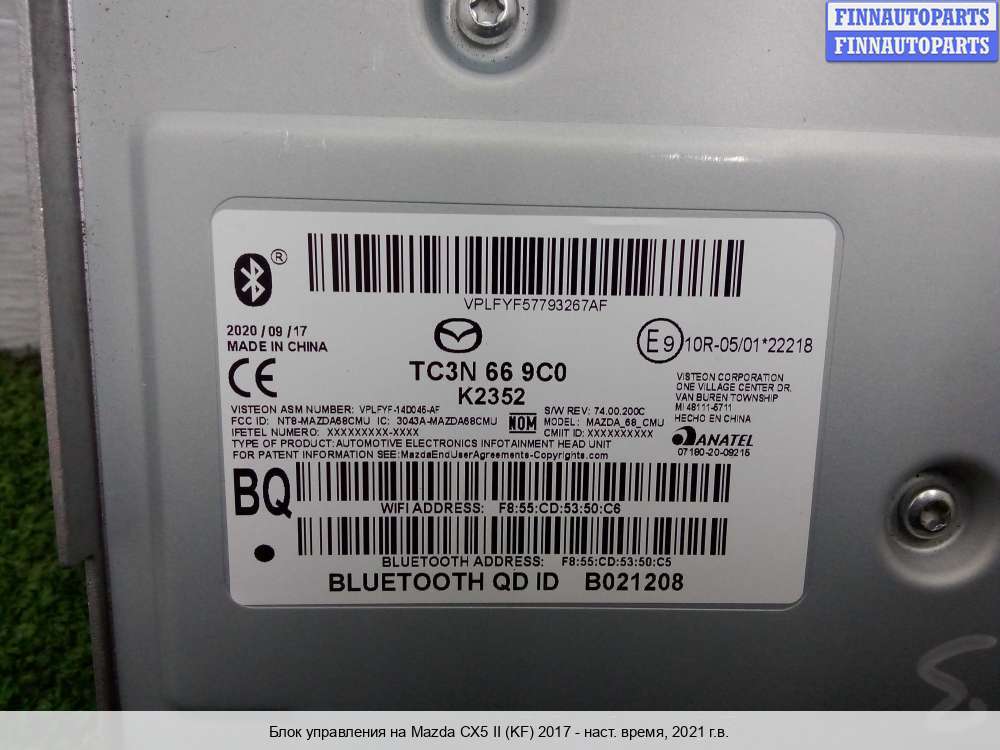 FINNAUTOPARTS
FINNAUTOPARTS
®
VPLFYF57793267AF
2020/09/17
MADE IN CHINA
TC3N 66 9C0
K2352
E9 10R-05/01*22218
VISTEON CORPORATION
ONE VILLAGE CENTER DR.
VAN BUREN TOWNSHIP
MI 48111-5711
HECHO EN CHINA
CE
VISTEON ASM NUMBER: VPLFYF-14D045-AF
S/W REV: 74.00.200C
FCC ID: NT8-MAZDA68CMU IC: 3043A-MAZDA68CMU
NOM
MODEL: MAZDA_68_CMU
IFETEL NUMERO: XXXXXXXXX-XXXX
CMIIT ID: XXXXXXXXXX
ANATEL
07180-20-09215
TYPE OF PRODUCT: AUTOMOTIVE ELECTRONICS INFOTAINMENT HEAD UNIT
FOR PATENT INFORMATION SEE: MazdaEndUserAgreements-Copyrights.com
BQ
WIFI ADDRESS: F8:55:CD:53:50:C6
BLUETOOTH ADDRESS: F8:55:CD:53:50:C5
BLUETOOTH QD ID B021208
Блок управления на Mazda CX5 II (KF) 2017 - наст. время, 2021 г.в.